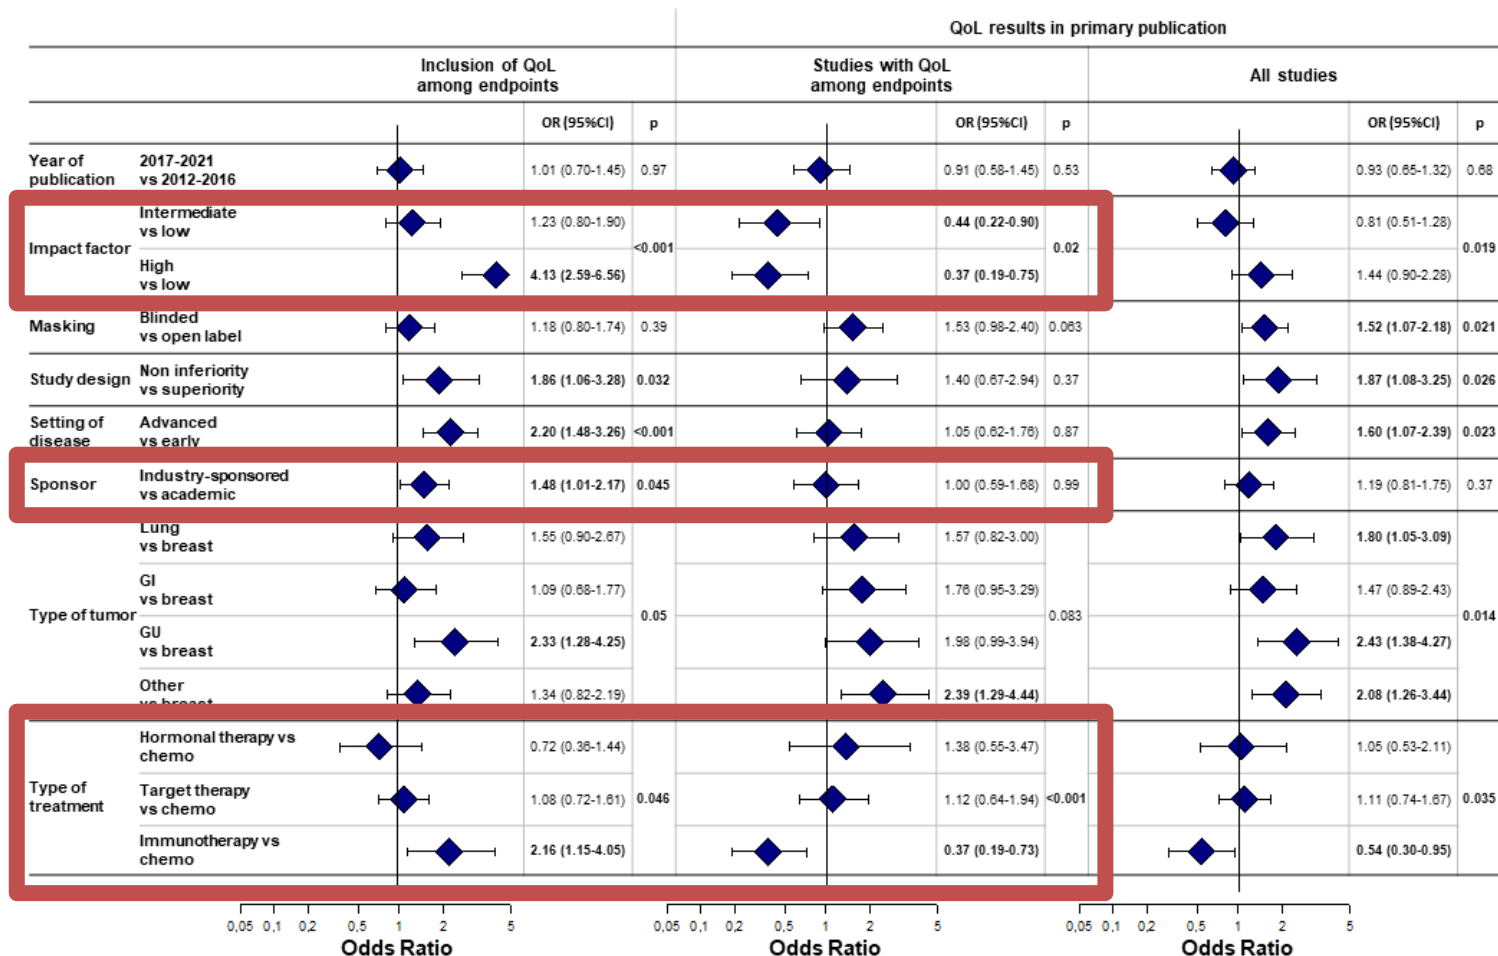 QoL results in primary publication
Inclusion of QoL
among endpoints
Studies with QoL
among endpoints
All studies
OR (95%CI) p OR (95%CI) p OR (95%CI) p
Year of
publication
2017-2021
vs 2012-2016
1.01 (0.70-1.45) 0.97 0.91 (0.58-1.45) 0.53 0.93 (0.65-1.32) 0.68
Impact factor
Intermediate
vs low
1.23 (0.80-1.90) 0.44 (0.22-0.90) 0.81 (0.51-1.28)
<0.001 0.02 0.019
High
vs low
4.13 (2.59-6.56) 0.37 (0.19-0.75) 1.44 (0.90-2.28)
Masking
Blinded
vs open label
1.18 (0.80-1.74) 0.39 1.53 (0.98-2.40) 0.063 1.52 (1.07-2.18) 0.021
Study design
Non inferiority
vs superiority
1.86 (1.06-3.28) 0.032 1.40 (0.67-2.94) 0.37 1.87 (1.08-3.25) 0.026
Setting of
disease
Advanced
vs early
2.20 (1.48-3.26) <0.001 1.05 (0.62-1.76) 0.87 1.60 (1.07-2.39) 0.023
Sponsor
Industry-sponsored
vs academic
1.48 (1.01-2.17) 0.045 1.00 (0.59-1.68) 0.99 1.19 (0.81-1.75) 0.37
Type of tumor
Lung
vs breast
1.55 (0.90-2.67) 1.57 (0.82-3.00) 1.80 (1.05-3.09)
GI
vs breast
1.09 (0.68-1.77) 1.76 (0.95-3.29) 1.47 (0.89-2.43)
0.05 0.083 0.014
GU
vs breast
2.33 (1.28-4.25) 1.98 (0.99-3.94) 2.43 (1.38-4.27)
Other
vs breast
1.34 (0.82-2.19) 2.39 (1.29-4.44) 2.08 (1.26-3.44)
Type of
treatment
Hormonal therapy vs
chemo
0.72 (0.36-1.44) 1.38 (0.55-3.47) 1.05 (0.53-2.11)
Target therapy
vs chemo
1.08 (0.72-1.61) 0.046 1.12 (0.64-1.94) <0.001 1.11 (0.74-1.67) 0.035
Immunotherapy vs
chemo
2.16 (1.15-4.05) 0.37 (0.19-0.73) 0.54 (0.30-0.95)
0,05 0,1 0,2 0,5 1 2 5 0,05 0,1 0,2 0,5 1 2 5 0,05 0,1 0,2 0,5 1 2 5
Odds Ratio Odds Ratio Odds Ratio